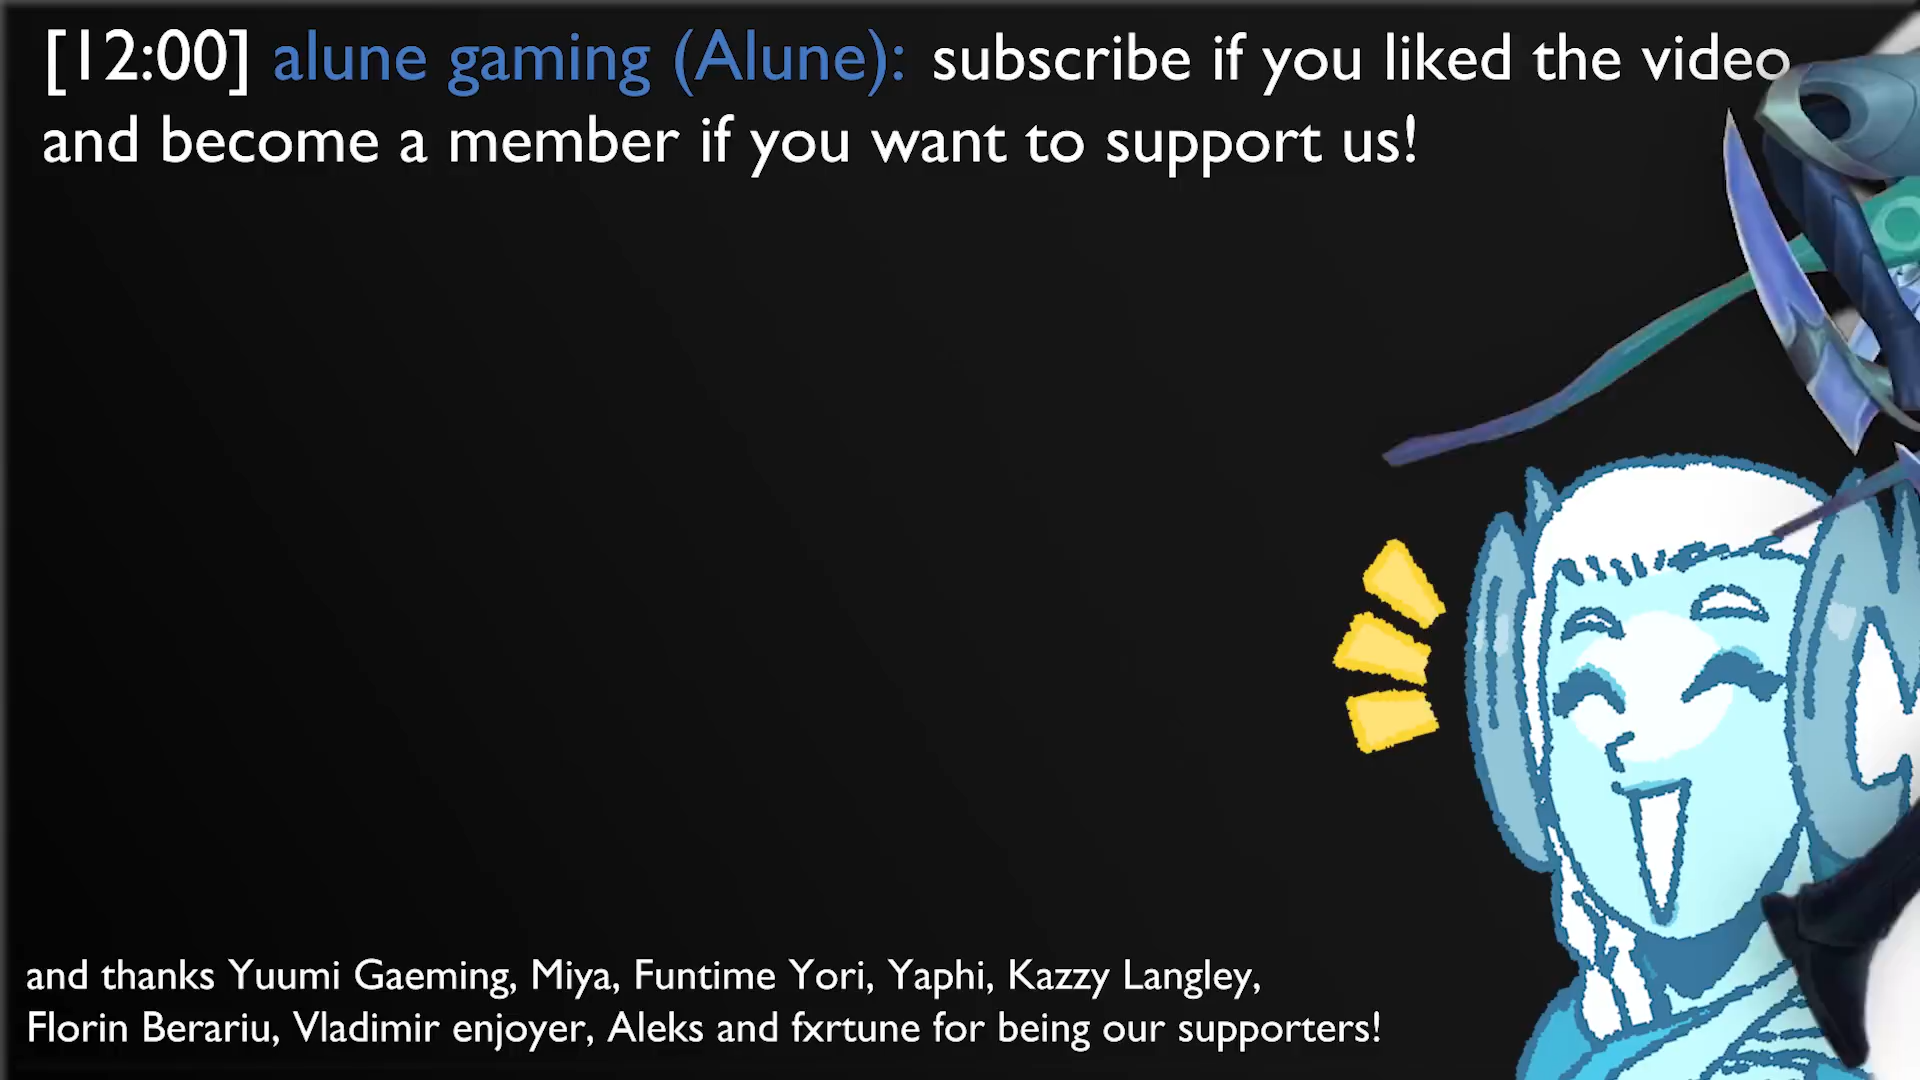 [12:00] alune gaming (Alune): subscribe if you liked the video
and become a member if you want to support us!
and thanks Yuumi Gaeming, Miya, Funtime Yori, Yaphi, Kazzy Langley,
Florin Berariu, Vladimir enjoyer, Aleks and fxrtune for being our supporters!